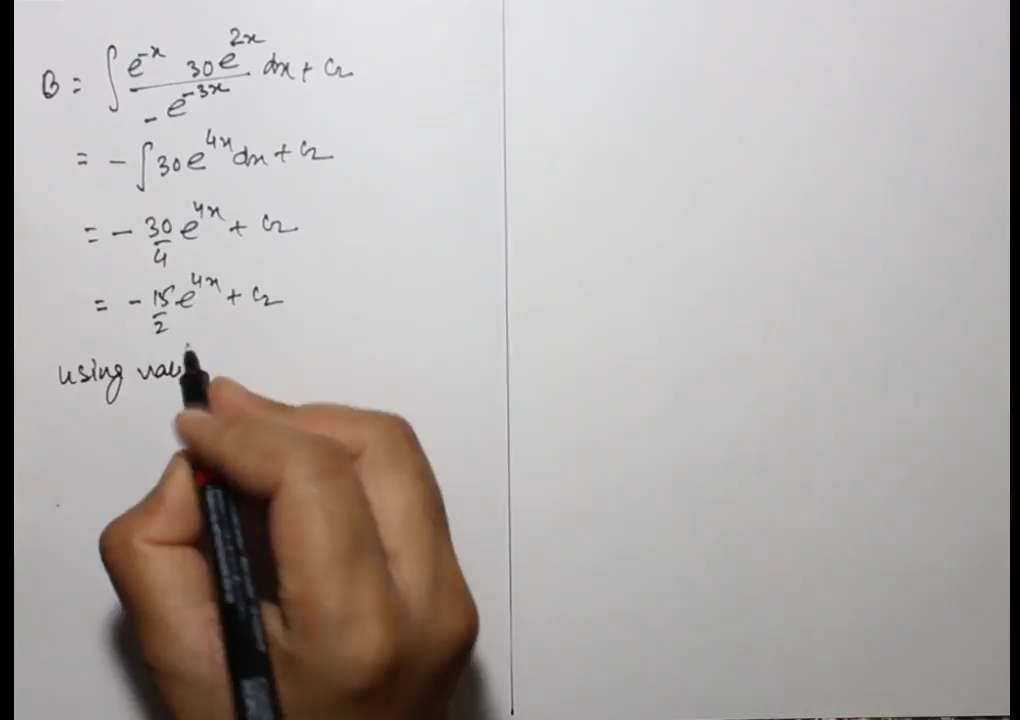 B = ∫ e^{-x} 30e^{2x} / -e^{-3x} dx + c₂
= - ∫ 30e^{4x} dx + c₂
= - 30/4 e^{4x} + c₂
= - 15/2 e^{4x} + c₂
using